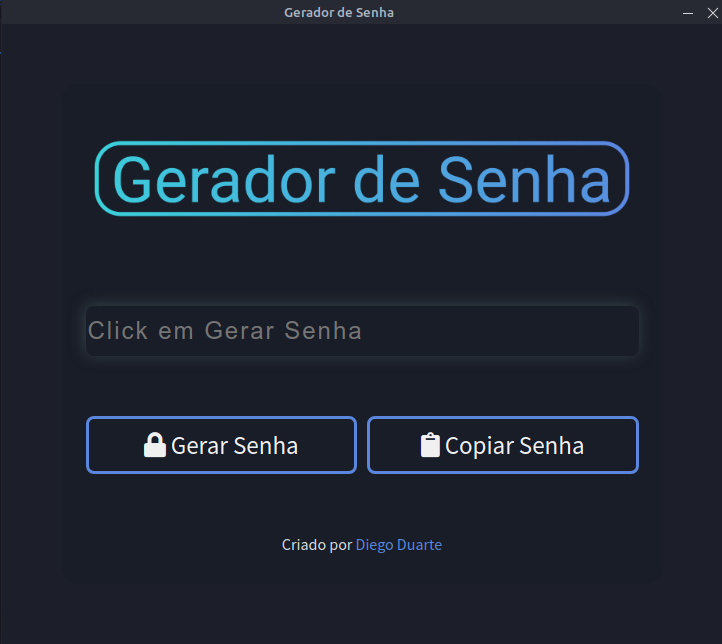 Gerador de Senha
Gerador de Senha
Click em Gerar Senha
Gerar Senha
Copiar Senha
Criado por Diego Duarte